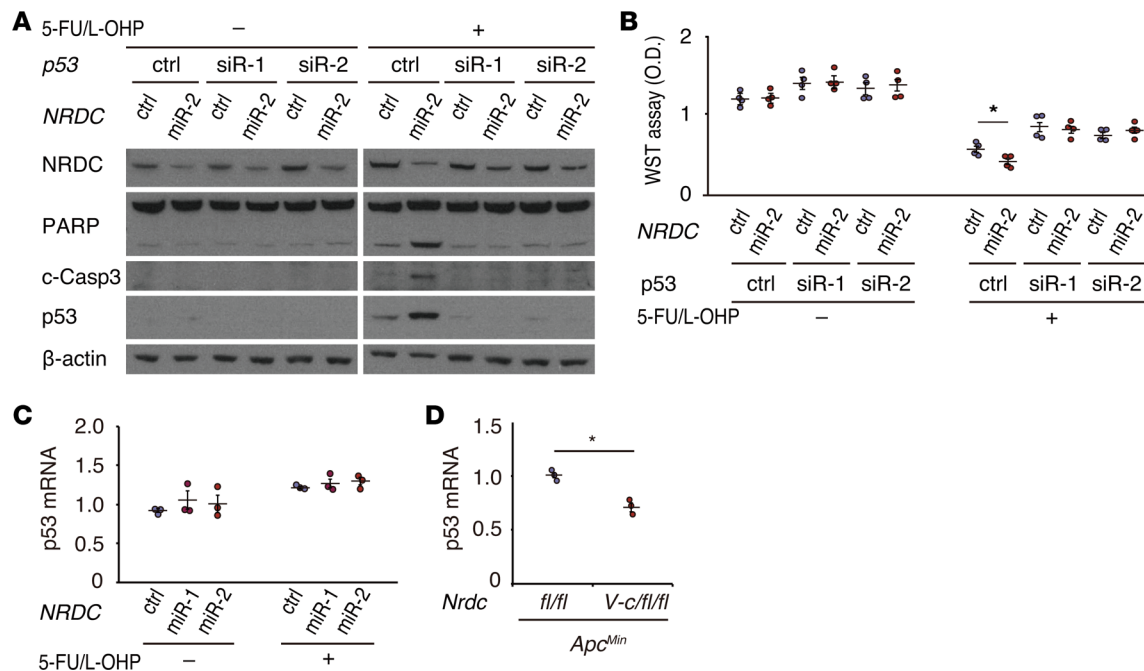 A
5-FU/L-OHP − +
p53 ctrl siR-1 siR-2 ctrl siR-1 siR-2
NRDC ctrl miR-2 ctrl miR-2 ctrl miR-2 ctrl miR-2 ctrl miR-2 ctrl miR-2
NRDC
PARP
c-Casp3
p53
β-actin
B
WST assay (O.D.)
2
1
0
*
NRDC ctrl miR-2 ctrl miR-2 ctrl miR-2 ctrl miR-2 ctrl miR-2 ctrl miR-2
p53 ctrl siR-1 siR-2 ctrl siR-1 siR-2
5-FU/L-OHP − +
C
p53 mRNA
2.0
1.5
1.0
0.5
0
NRDC ctrl miR-1 miR-2 ctrl miR-1 miR-2
5-FU/L-OHP − +
D
p53 mRNA
1.5
1.0
0.5
0
*
Nrdc fl/fl V-c/fl/fl
ApcMin